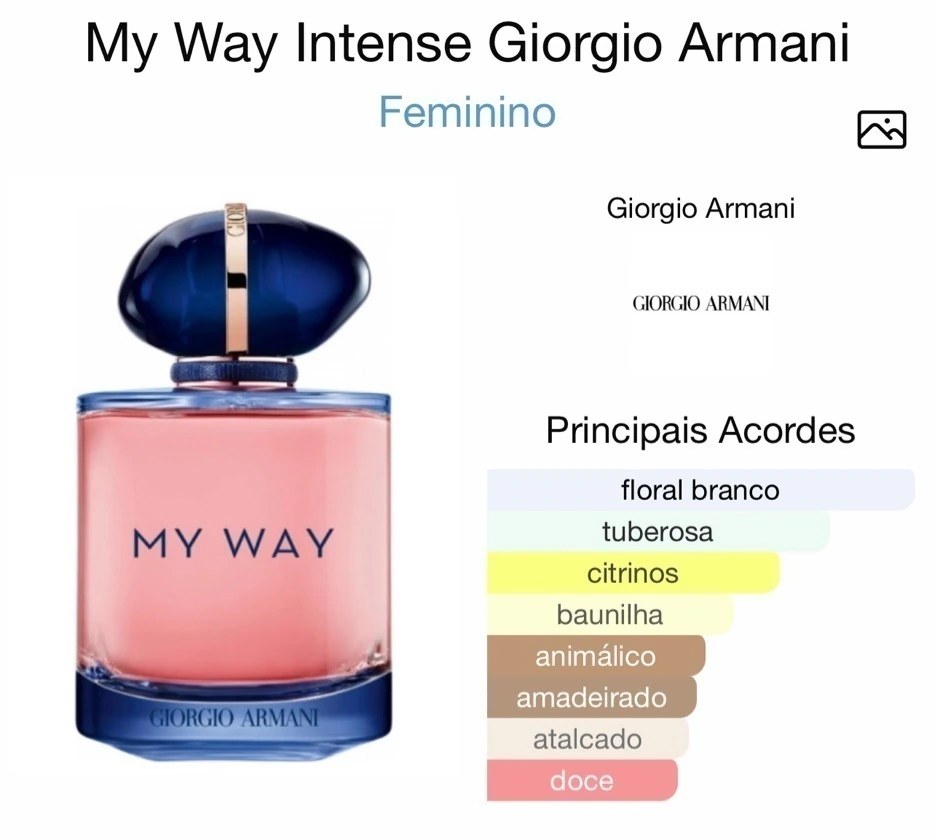 My Way Intense Giorgio Armani
Feminino
Giorgio Armani
GIORGIO ARMANI
Principais Acordes
floral branco
tuberosa
citrinos
baunilha
animálico
amadeirado
atalcado
doce
GIOR
MY WAY
GIORGIO ARMANI